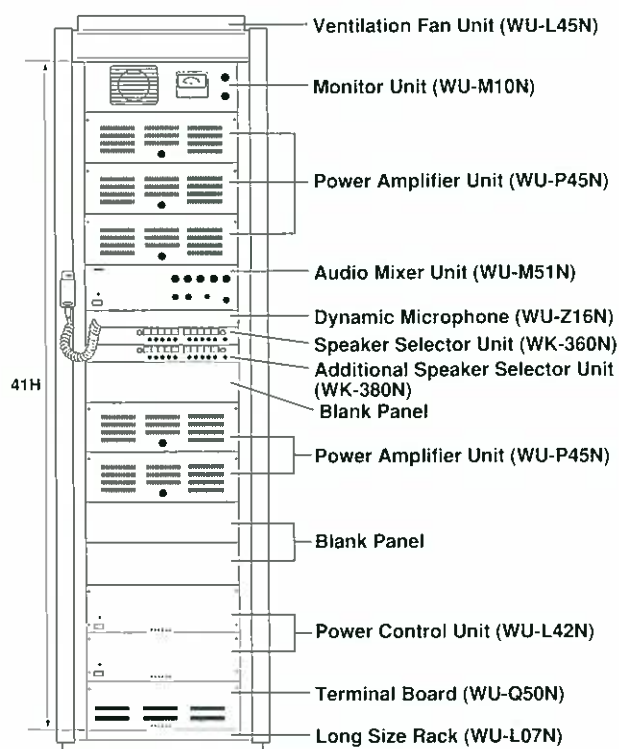 Ventilation Fan Unit (WU-L45N)
Monitor Unit (WU-M10N)
Power Amplifier Unit (WU-P45N)
Audio Mixer Unit (WU-M51N)
Dynamic Microphone (WU-Z16N)
Speaker Selector Unit (WK-360N)
Additional Speaker Selector Unit
(WK-380N)
41H
Blank Panel
Power Amplifier Unit (WU-P45N)
Blank Panel
Power Control Unit (WU-L42N)
Terminal Board (WU-Q50N)
Long Size Rack (WU-L07N)